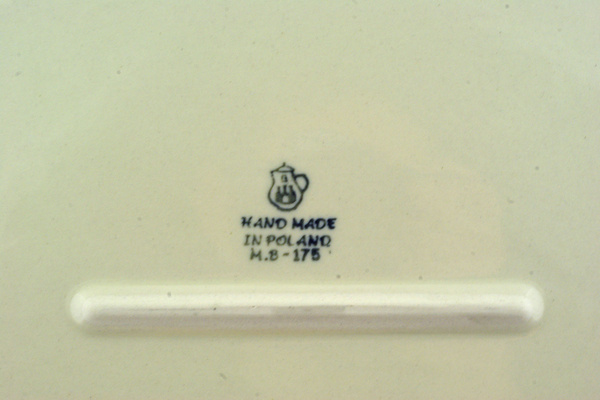 B
HAND MADE
IN POLAND
M.B-175